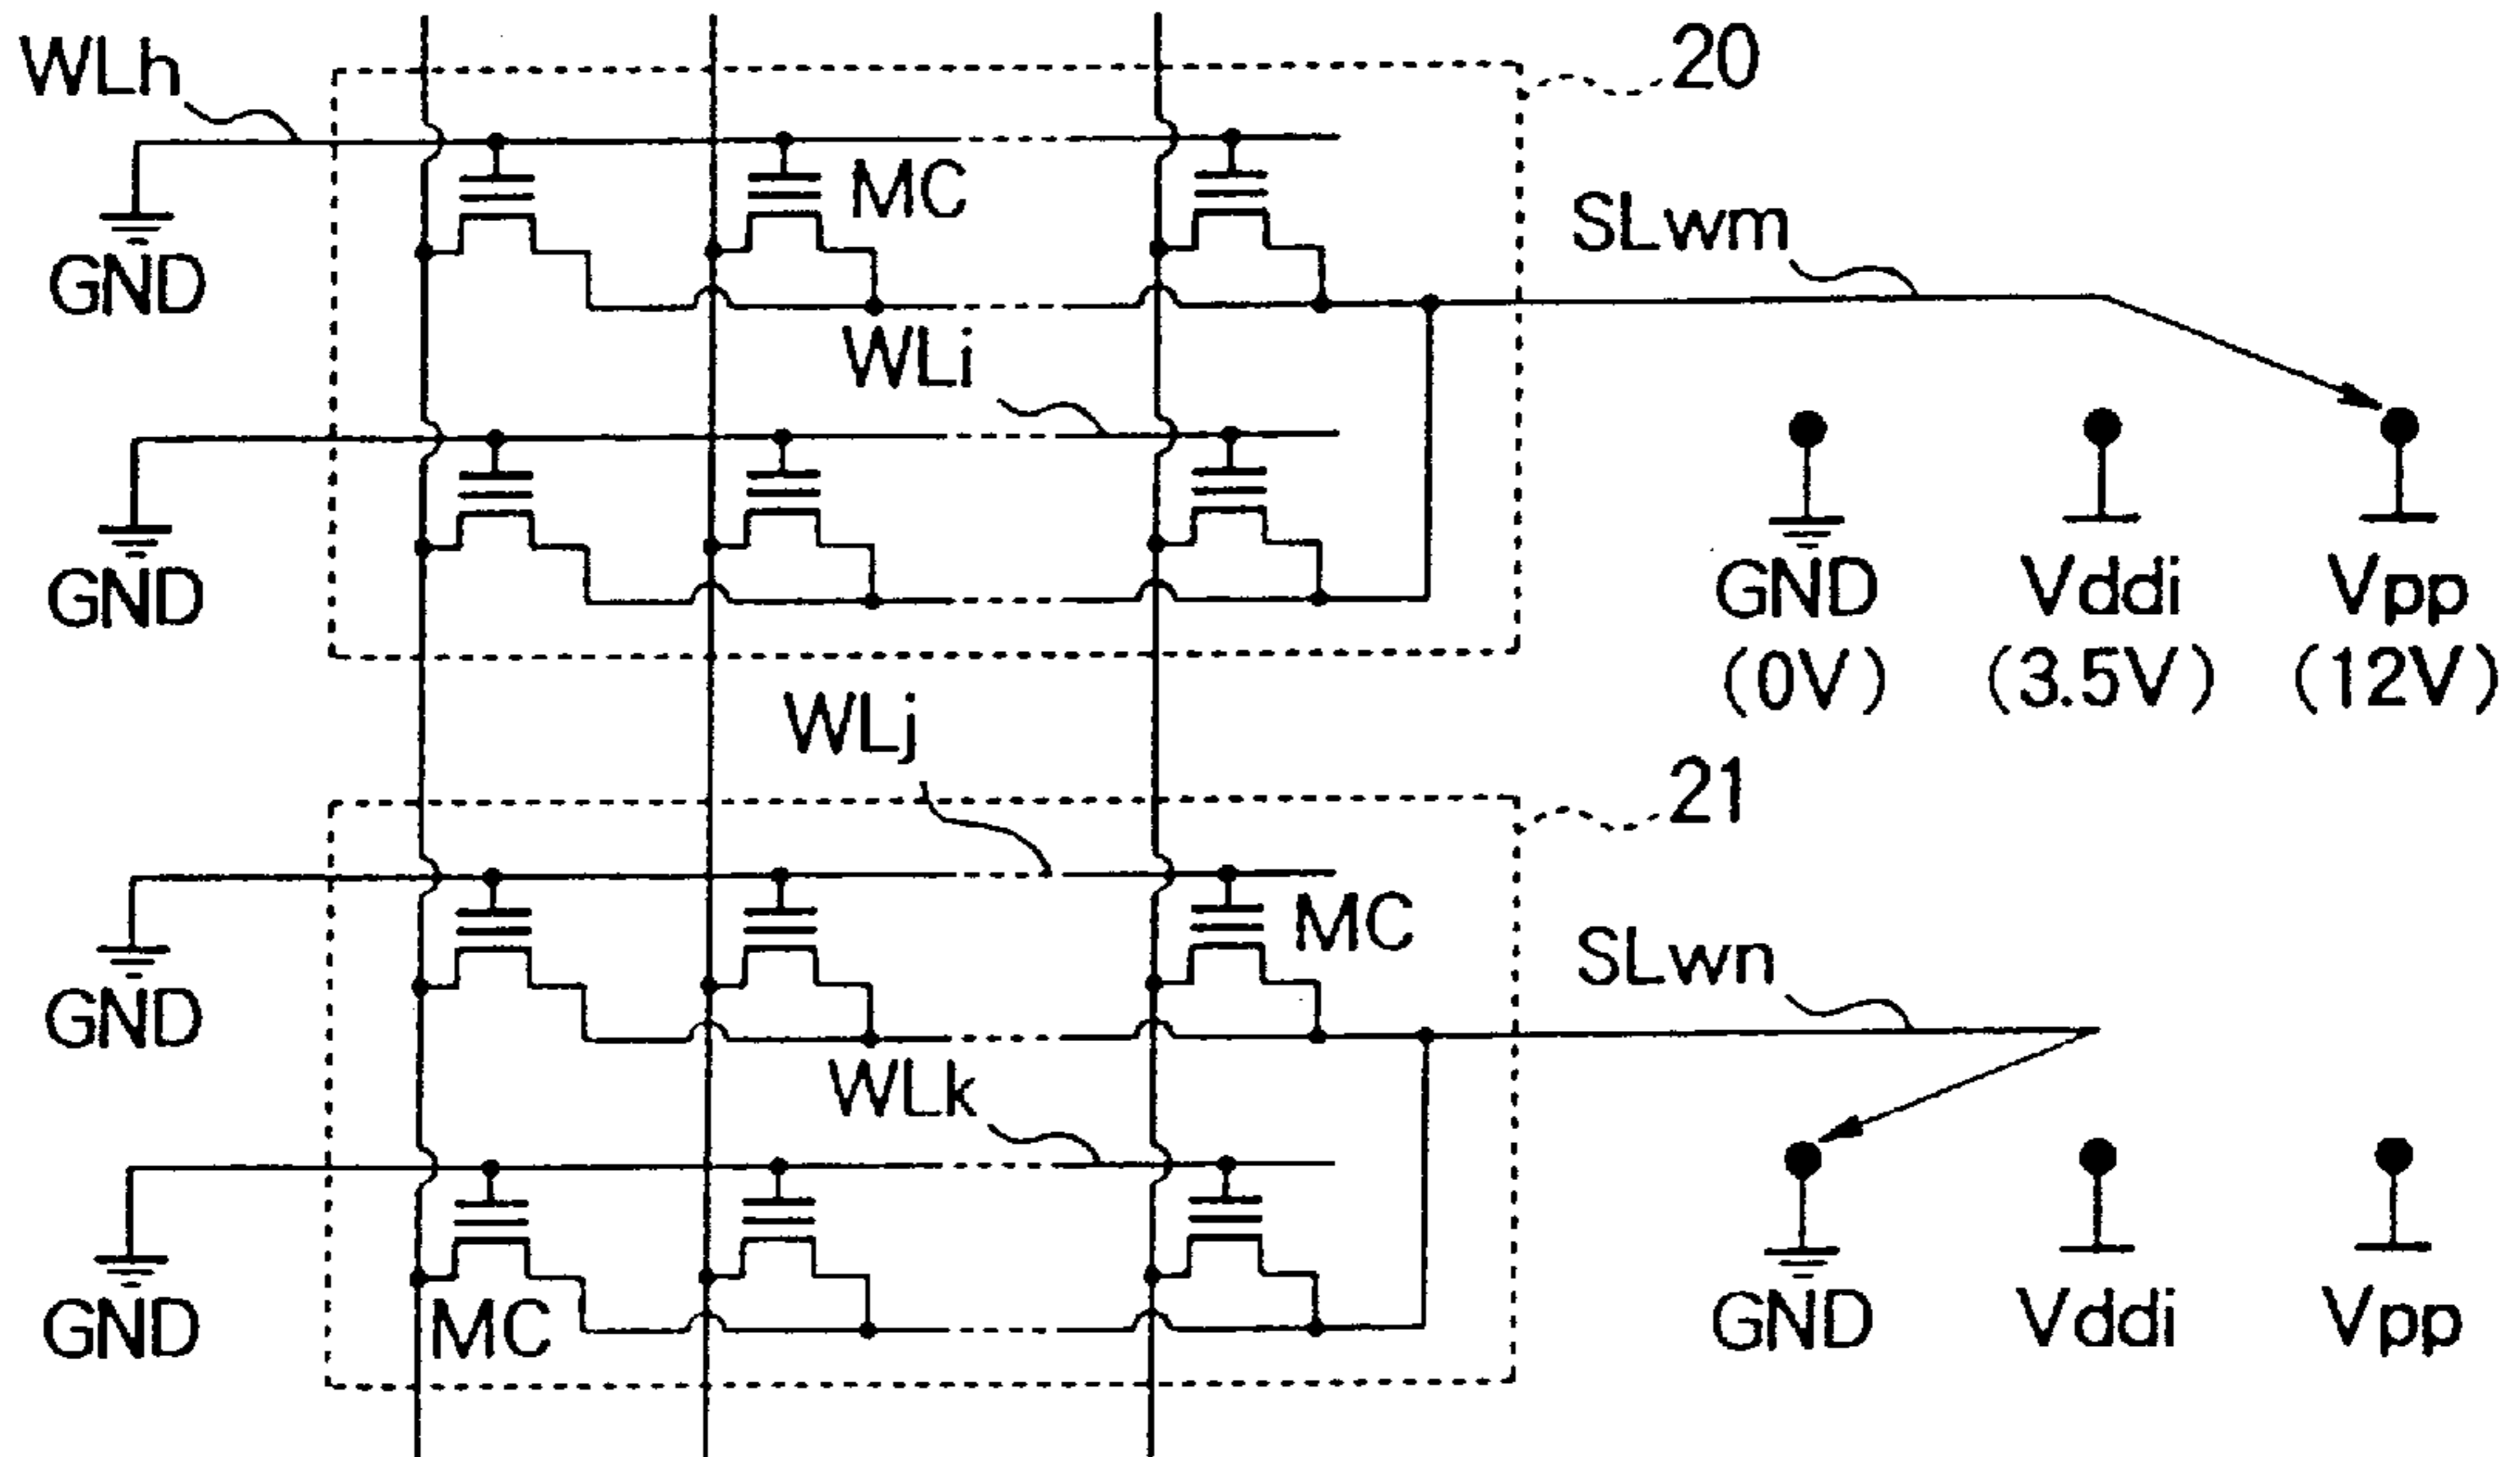 WLh
20
MC
SLwm
GND
WLi
GND
GND
Vddi
Vpp
(0V)
(3.5V)
(12V)
WLj
21
MC
SLwn
GND
WLk
GND
MC
GND
Vddi
Vpp